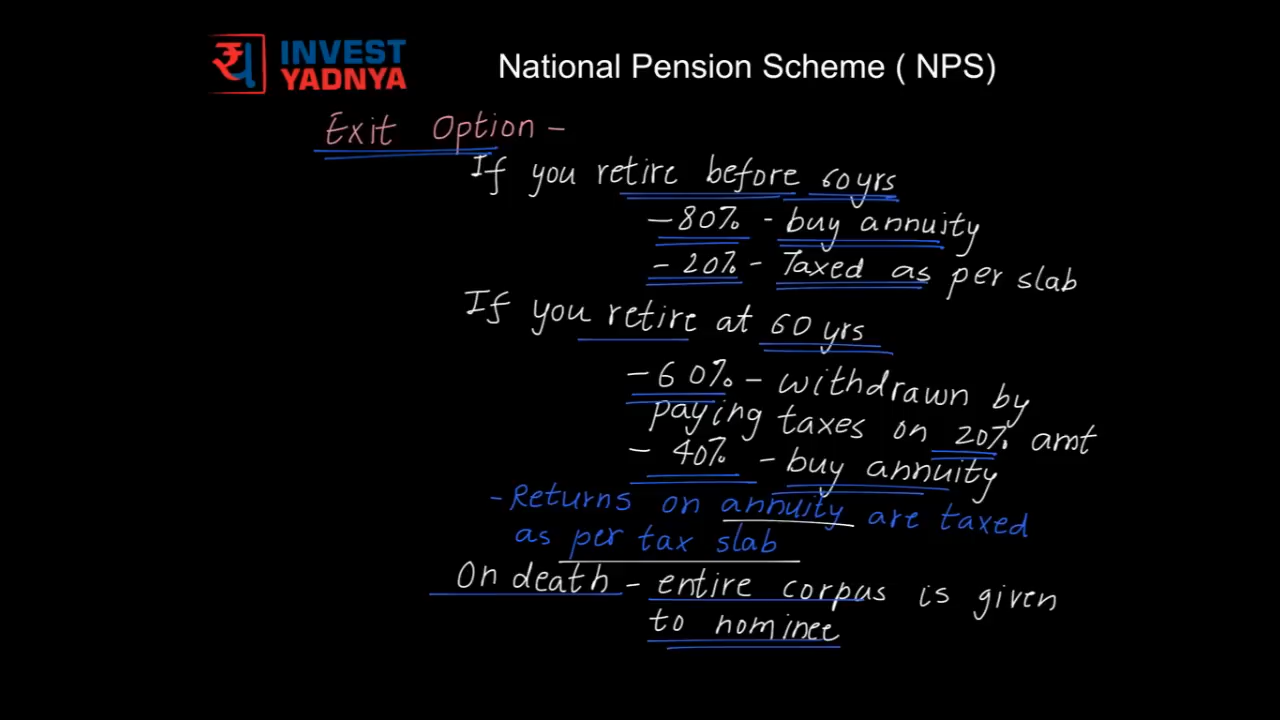 INVEST
YADNYA
National Pension Scheme ( NPS)
Exit Option -
If you retire before 60yrs
- 80% - buy annuity
- 20% - Taxed as per slab
If you retire at 60 yrs
- 60% - withdrawn by
paying taxes on 20% amt
- 40% - buy annuity
- Returns on annuity are taxed
as per tax slab
On death - entire corpus is given
to nominee